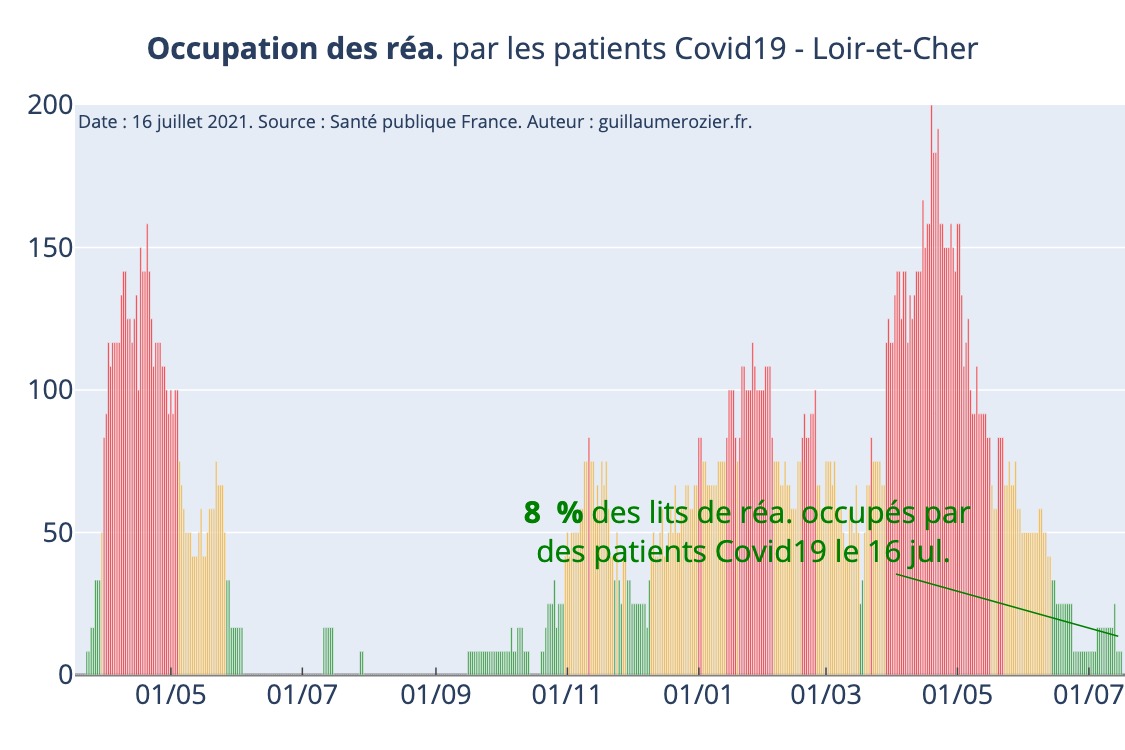 Occupation des réa. par les patients Covid19 - Loir-et-Cher
200
Date : 16 juillet 2021. Source : Santé publique France. Auteur : guillaumerozier.fr.
150
100
8 % des lits de réa. occupés par
50
des patients Covid19 le 16 jul.
0
01/05 01/07 01/09 01/11 01/01 01/03 01/05 01/07